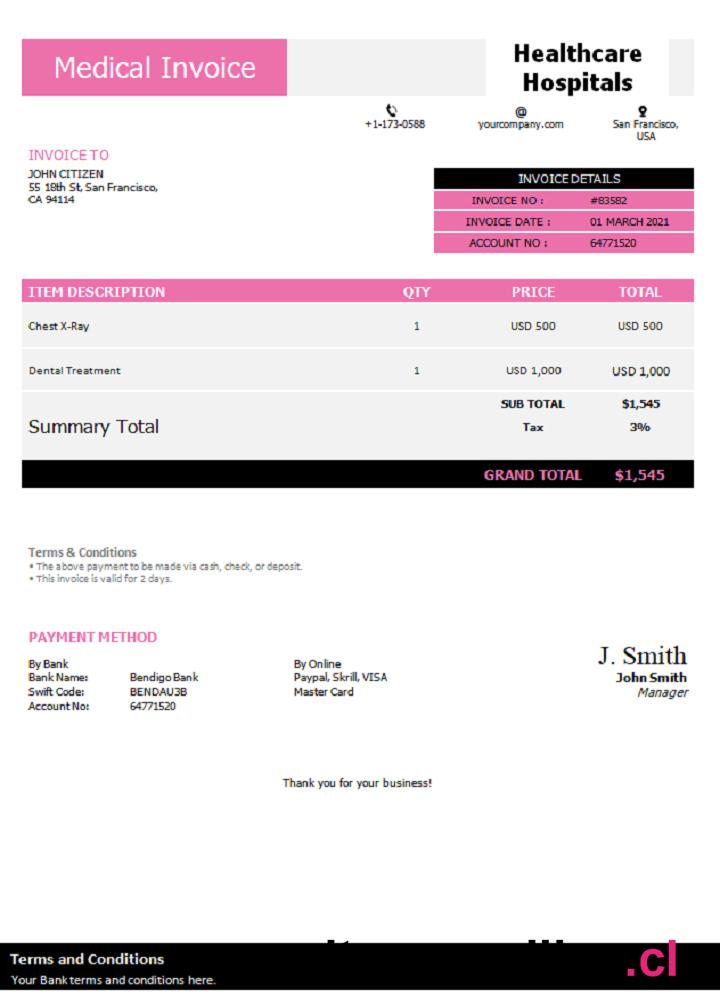 Medical Invoice
Healthcare
Hospitals
@
+1-173-0588
yourcompany.com
San Francisco,
USA
INVOICE TO
JOHN CITIZEN
55 18th St, San Francisco,
CA 94114
INVOICE DETAILS
INVOICE NO : #83582
INVOICE DATE : 01 MARCH 2021
ACCOUNT NO : 64771520
ITEM DESCRIPTION QTY PRICE TOTAL
Chest X-Ray 1 USD 500 USD 500
Dental Treatment 1 USD 1,000 USD 1,000
SUB TOTAL $1,545
Summary Total
Tax 3%
GRAND TOTAL $1,545
Terms & Conditions
• The above payment to be made via cash, check, or deposit.
• This invoice is valid for 2 days.
PAYMENT METHOD
By Bank
Bank Name: Bendigo Bank
Swift Code: BENDAU3B
Account No: 64771520
By Online
Paypal, Skrill, VISA
Master Card
J. Smith
John Smith
Manager
Thank you for your business!
.cl
Terms and Conditions
Your Bank terms and conditions here.